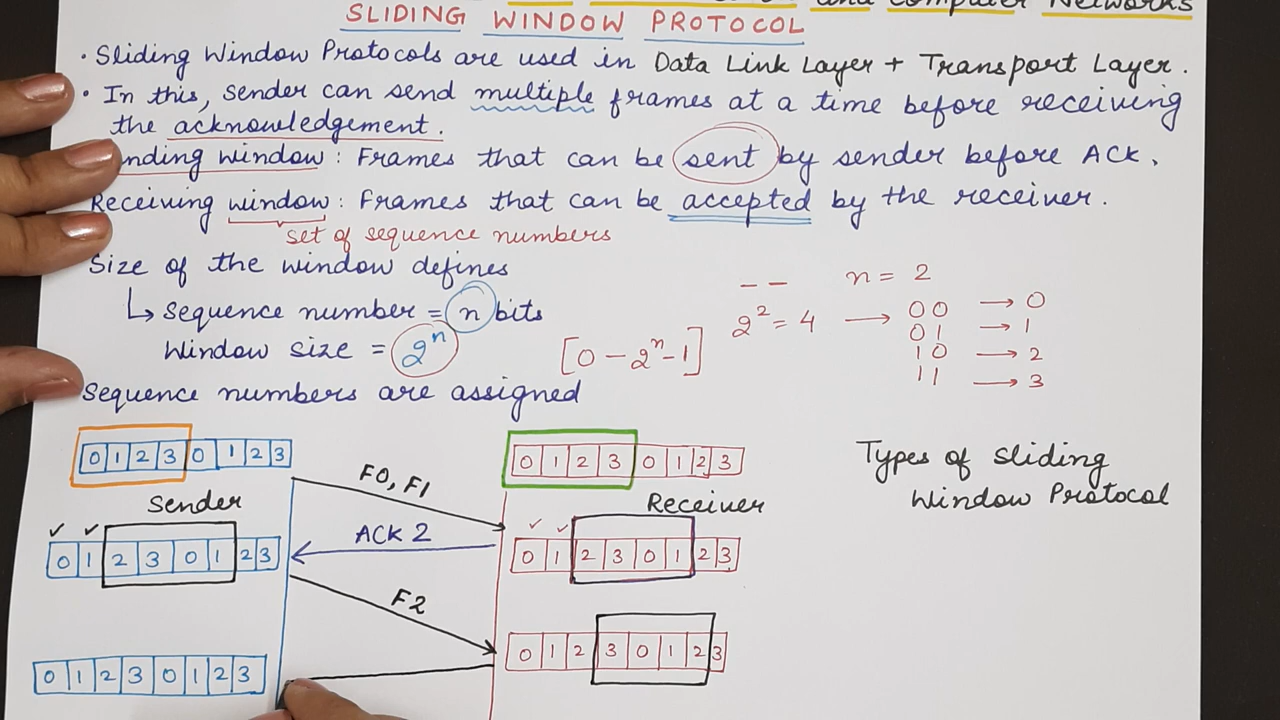 and Computer Networks
SLIDING WINDOW PROTOCOL
• Sliding Window Protocols are used in Data Link Layer + Transport Layer.
• In this, sender can send multiple frames at a time before receiving
the acknowledgement.
nding window : Frames that can be sent by sender before ACK.
Receiving window : Frames that can be accepted by the receiver.
set of sequence numbers
Size of the window defines
↳ sequence number = n bits
Window size = 2^n
[0 – 2^n – 1]
– – n = 2
2^2 = 4 → 00 → 0
01 → 1
10 → 2
11 → 3
Sequence numbers are assigned
0 1 2 3 0 1 2 3
Sender
F0, F1
0 1 2 3 0 1 2 3
Receiver
Types of sliding
Window Protocol
✓ ✓
0 1 2 3 0 1 2 3
ACK 2
✓ ✓
0 1 2 3 0 1 2 3
F2
0 1 2 3 0 1 2 3
0 1 2 3 0 1 2 3